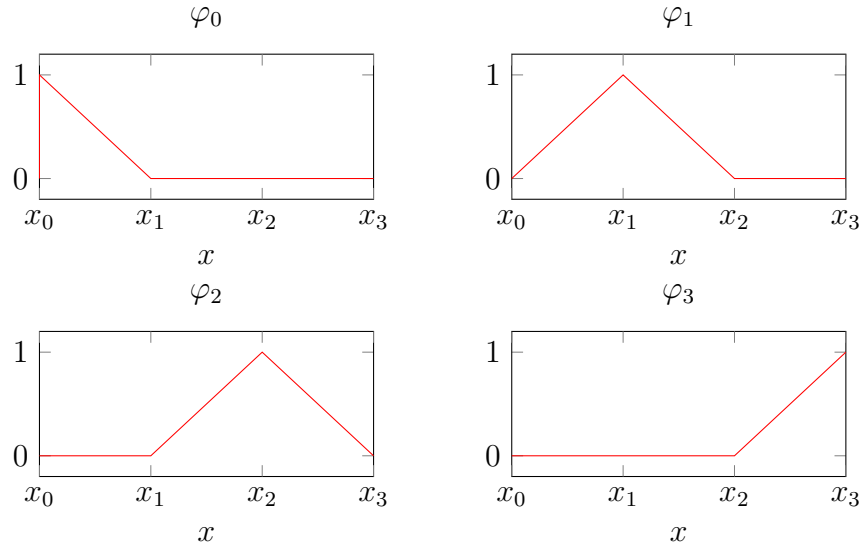 φ₀ φ₁
1 1
0 0
x₀ x₁ x₂ x₃ x₀ x₁ x₂ x₃
x x
φ₂ φ₃
1 1
0 0
x₀ x₁ x₂ x₃ x₀ x₁ x₂ x₃
x x